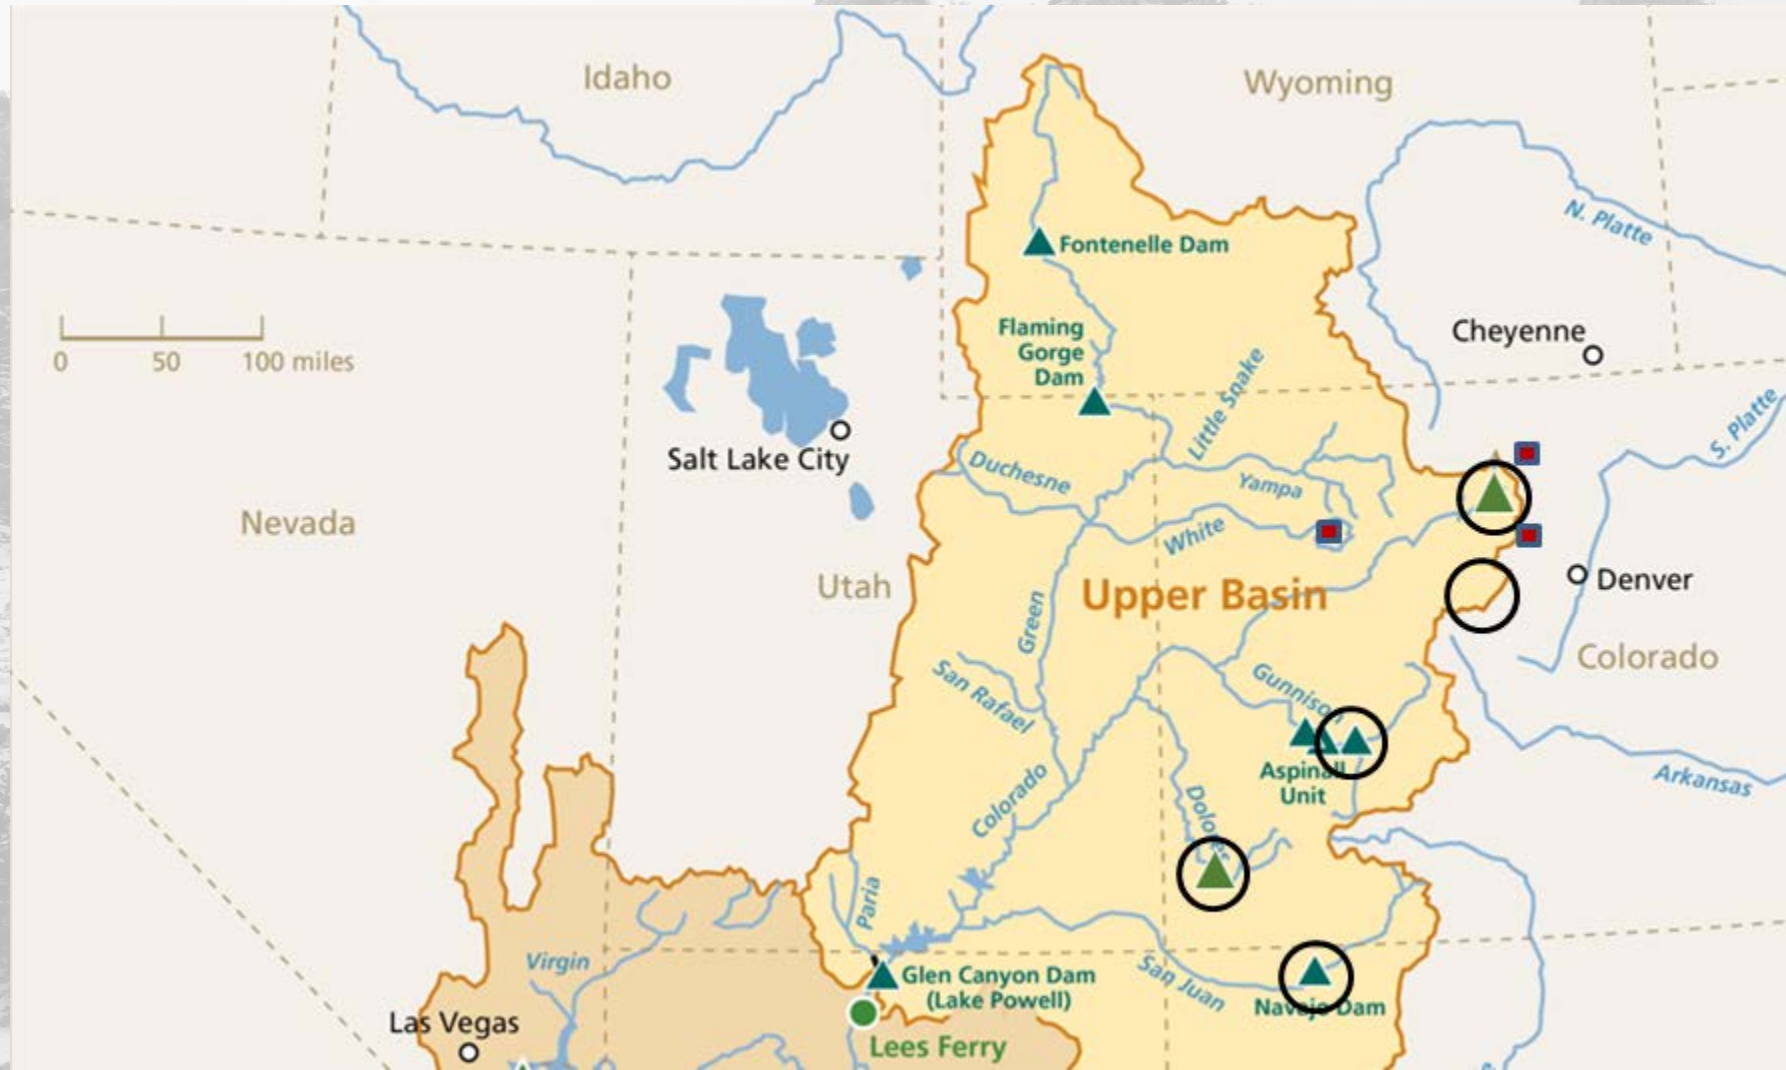 Idaho
Wyoming
N. Platte
Fontenelle Dam
Cheyenne
Flaming
Gorge
Dam
0 50 100 miles
Little Snake
S. Platte
Salt Lake City
Duchesne
Yampa
Nevada
White
Utah
Upper Basin
Denver
Green
Colorado
San Rafael
Gunnison
Aspinall
Unit
Arkansas
Colorado
Dolores
Paria
Virgin
Glen Canyon Dam
(Lake Powell)
San Juan
Navajo Dam
Las Vegas
Lees Ferry